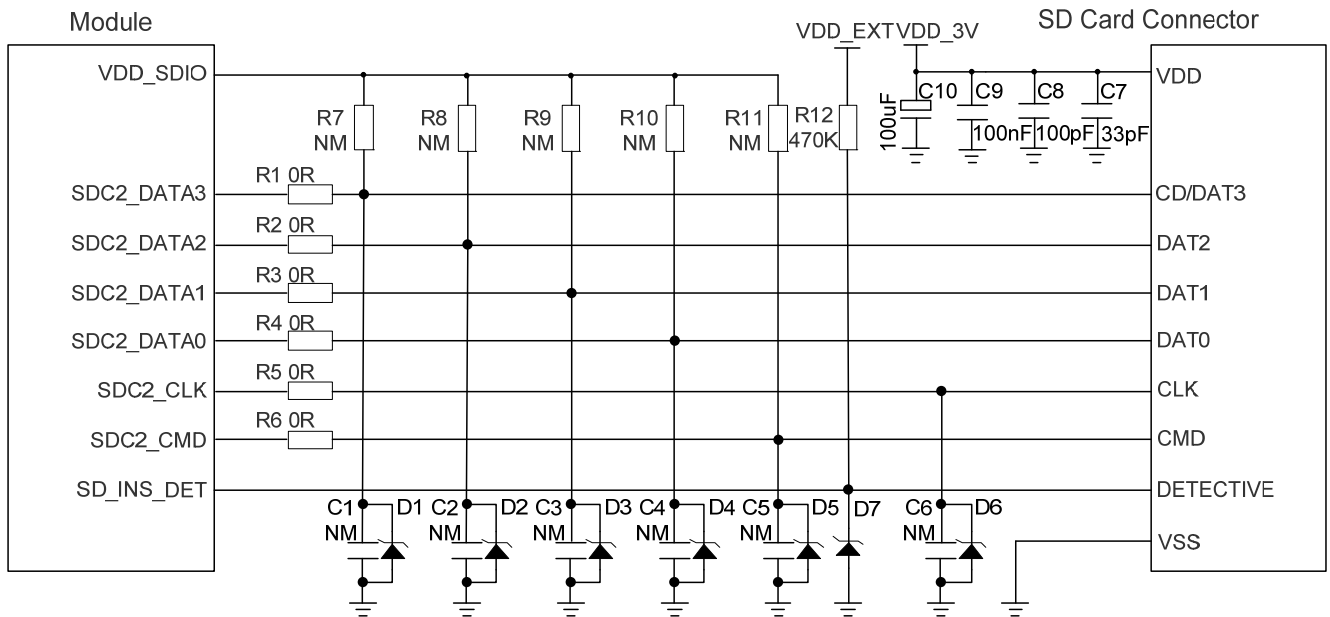 Module
SD Card Connector
VDD_EXT VDD_3V
VDD_SDIO
VDD
R7
NM
R8
NM
R9
NM
R10
NM
R11
NM
R12
470K
C10
100uF
C9
100nF
C8
100pF
C7
33pF
SDC2_DATA3
R1 0R
CD/DAT3
SDC2_DATA2
R2 0R
DAT2
SDC2_DATA1
R3 0R
DAT1
SDC2_DATA0
R4 0R
DAT0
SDC2_CLK
R5 0R
CLK
SDC2_CMD
R6 0R
CMD
SD_INS_DET
DETECTIVE
C1
NM
D1
C2
NM
D2
C3
NM
D3
C4
NM
D4
C5
NM
D5
D7
C6
NM
D6
VSS